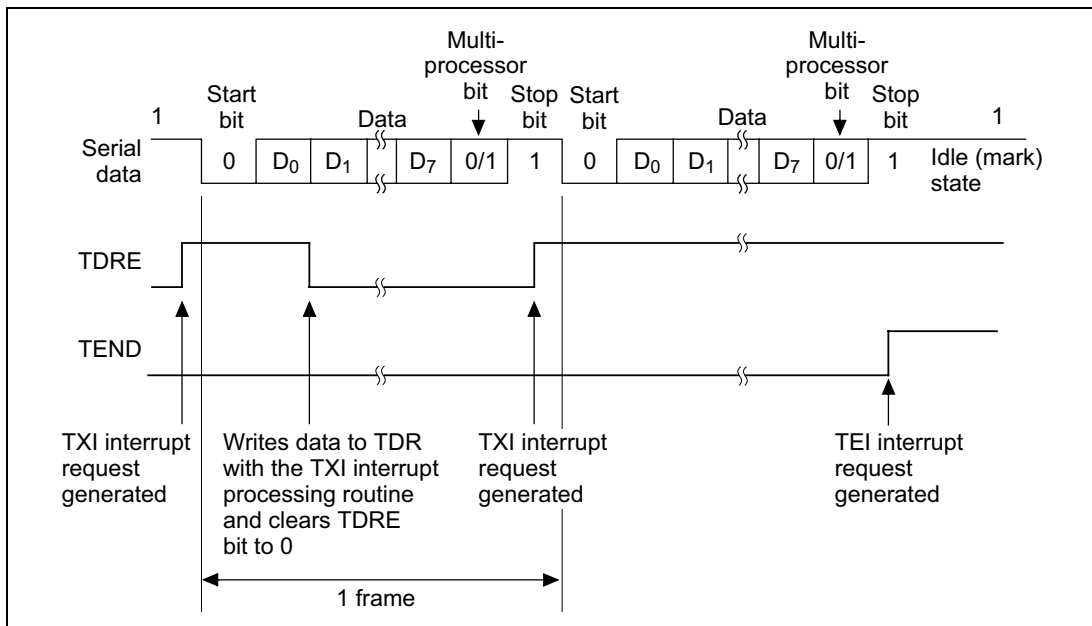 Multi-
processor
bit
Multi-
processor
bit
1
Start
bit
Data
Stop
bit
Start
bit
Data
Stop
bit
1
Serial
data
0 D0 D1 D7 0/1 1 0 D0 D1 D7 0/1 1
Idle (mark)
state
TDRE
TEND
TXI interrupt
request
generated
Writes data to TDR
with the TXI interrupt
processing routine
and clears TDRE
bit to 0
TXI interrupt
request
generated
TEI interrupt
request
generated
1 frame